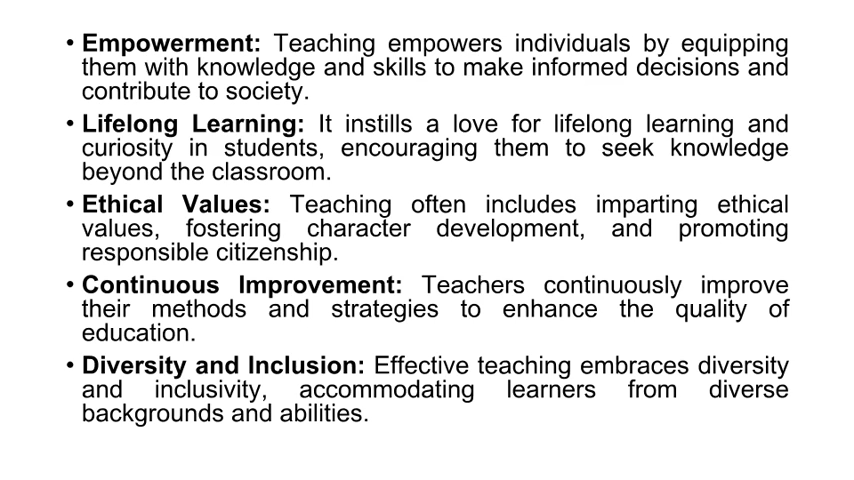 • Empowerment: Teaching empowers individuals by equipping
them with knowledge and skills to make informed decisions and
contribute to society.
• Lifelong Learning: It instills a love for lifelong learning and
curiosity in students, encouraging them to seek knowledge
beyond the classroom.
• Ethical Values: Teaching often includes imparting ethical
values, fostering character development, and promoting
responsible citizenship.
• Continuous Improvement: Teachers continuously improve
their methods and strategies to enhance the quality of
education.
• Diversity and Inclusion: Effective teaching embraces diversity
and inclusivity, accommodating learners from diverse
backgrounds and abilities.